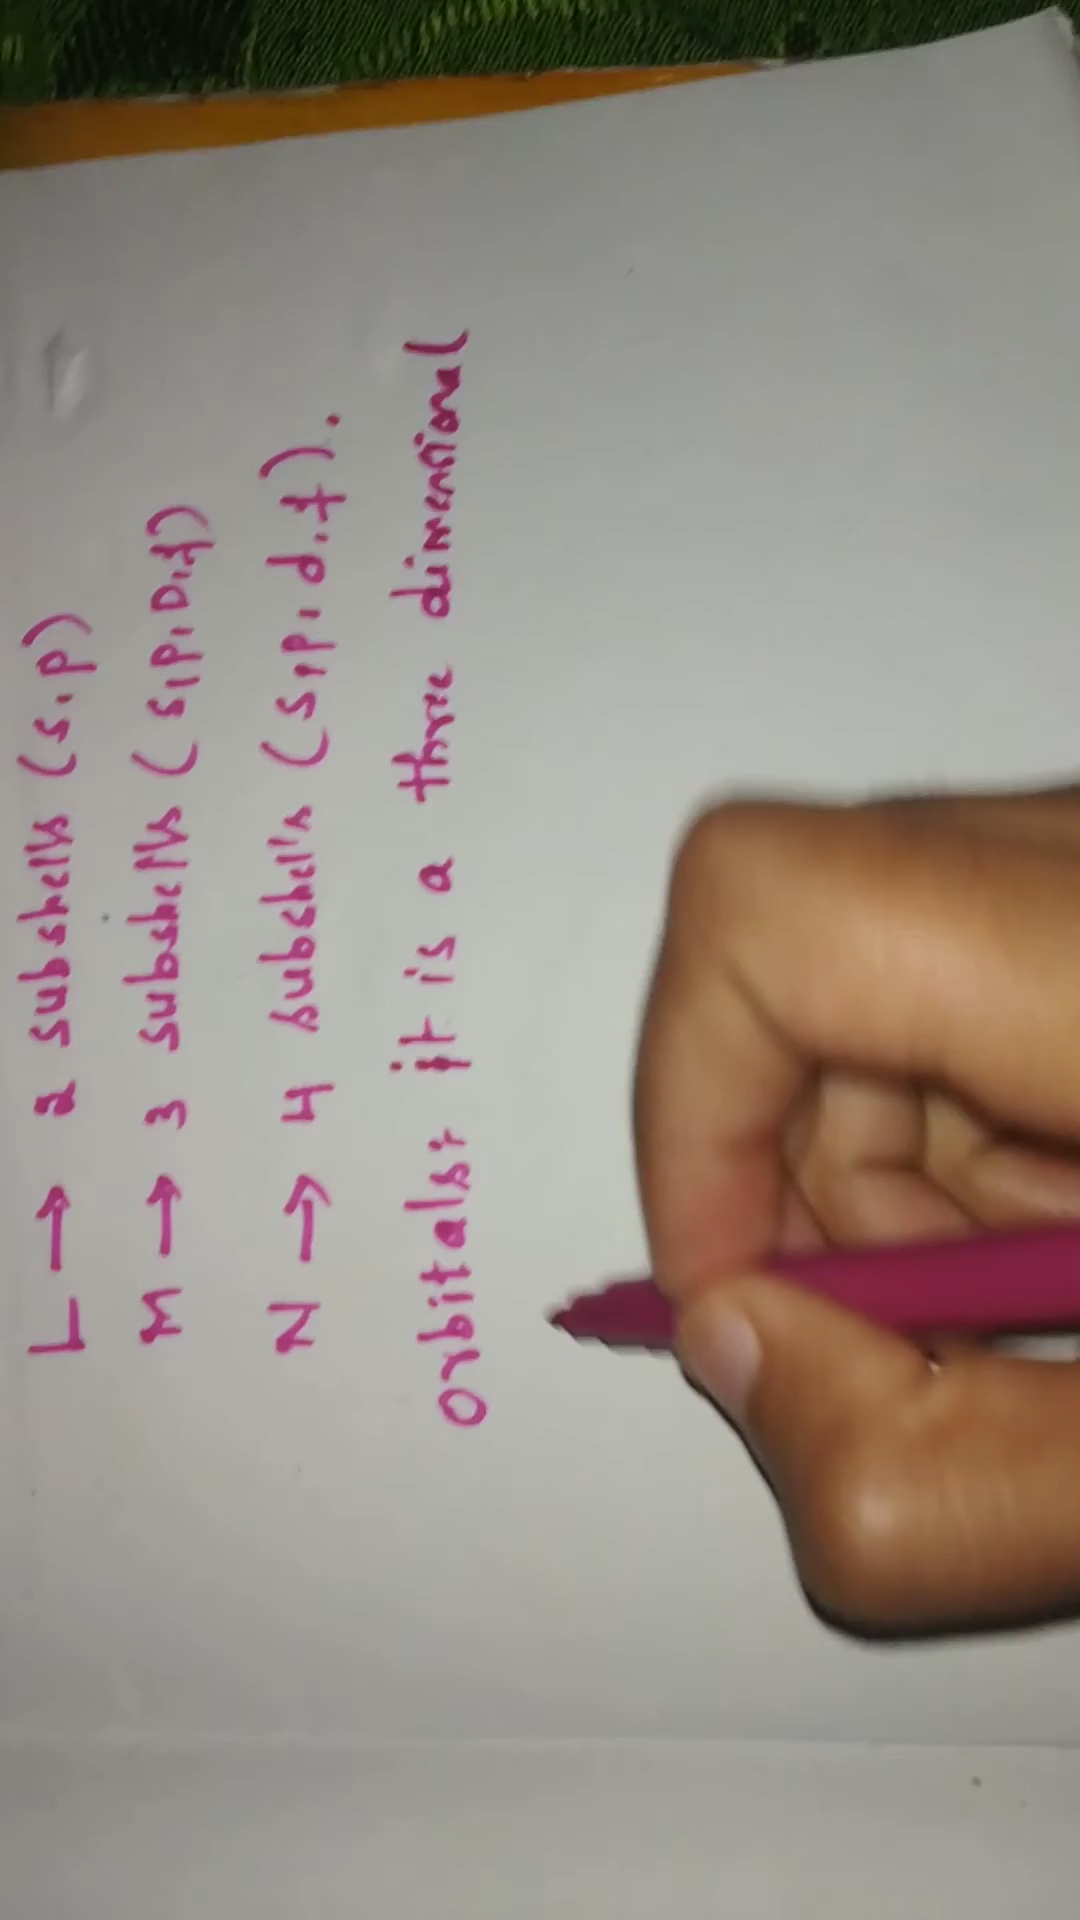 L → 2 subshells (s,p)
M → 3 subshells (s,p,D,f)
N → 4 subshells (s,p,d,f).
orbitals: it is a three dimensional